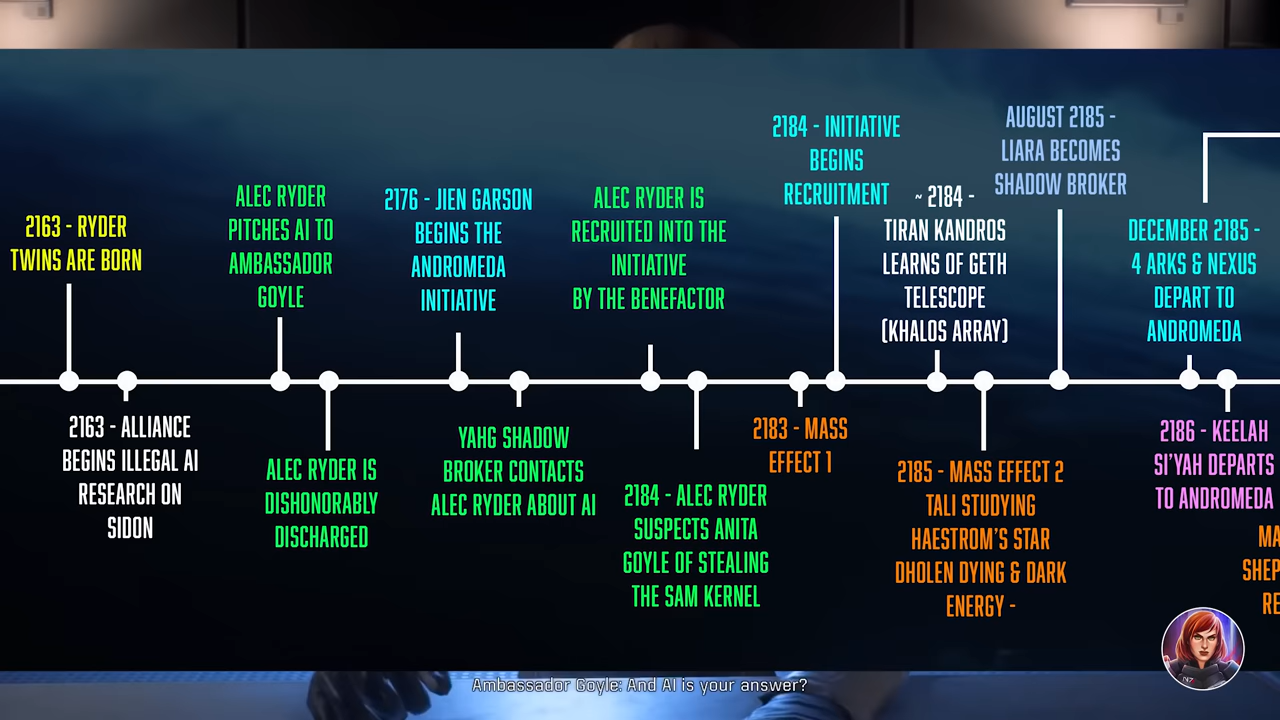 2163 - RYDER
TWINS ARE BORN
2163 - ALLIANCE
BEGINS ILLEGAL AI
RESEARCH ON
SIDON
ALEC RYDER
PITCHES AI TO
AMBASSADOR
GOYLE
ALEC RYDER IS
DISHONORABLY
DISCHARGED
2176 - JIEN GARSON
BEGINS THE
ANDROMEDA
INITIATIVE
YAHG SHADOW
BROKER CONTACTS
ALEC RYDER ABOUT AI
ALEC RYDER IS
RECRUITED INTO THE
INITIATIVE
BY THE BENEFACTOR
2184 - ALEC RYDER
SUSPECTS ANITA
GOYLE OF STEALING
THE SAM KERNEL
2183 - MASS
EFFECT 1
2184 - INITIATIVE
BEGINS
RECRUITMENT
~ 2184 -
TIRAN KANDROS
LEARNS OF GETH
TELESCOPE
(KHALOS ARRAY)
2185 - MASS EFFECT 2
TALI STUDYING
HAESTROM'S STAR
DHOLEN DYING & DARK
ENERGY -
AUGUST 2185 -
LIARA BECOMES
SHADOW BROKER
DECEMBER 2185 -
4 ARKS & NEXUS
DEPART TO
ANDROMEDA
2186 - KEELAH
SI'YAH DEPARTS
TO ANDROMEDA
MA
SHEP
RE
Ambassador Goyle: And AI is your answer?